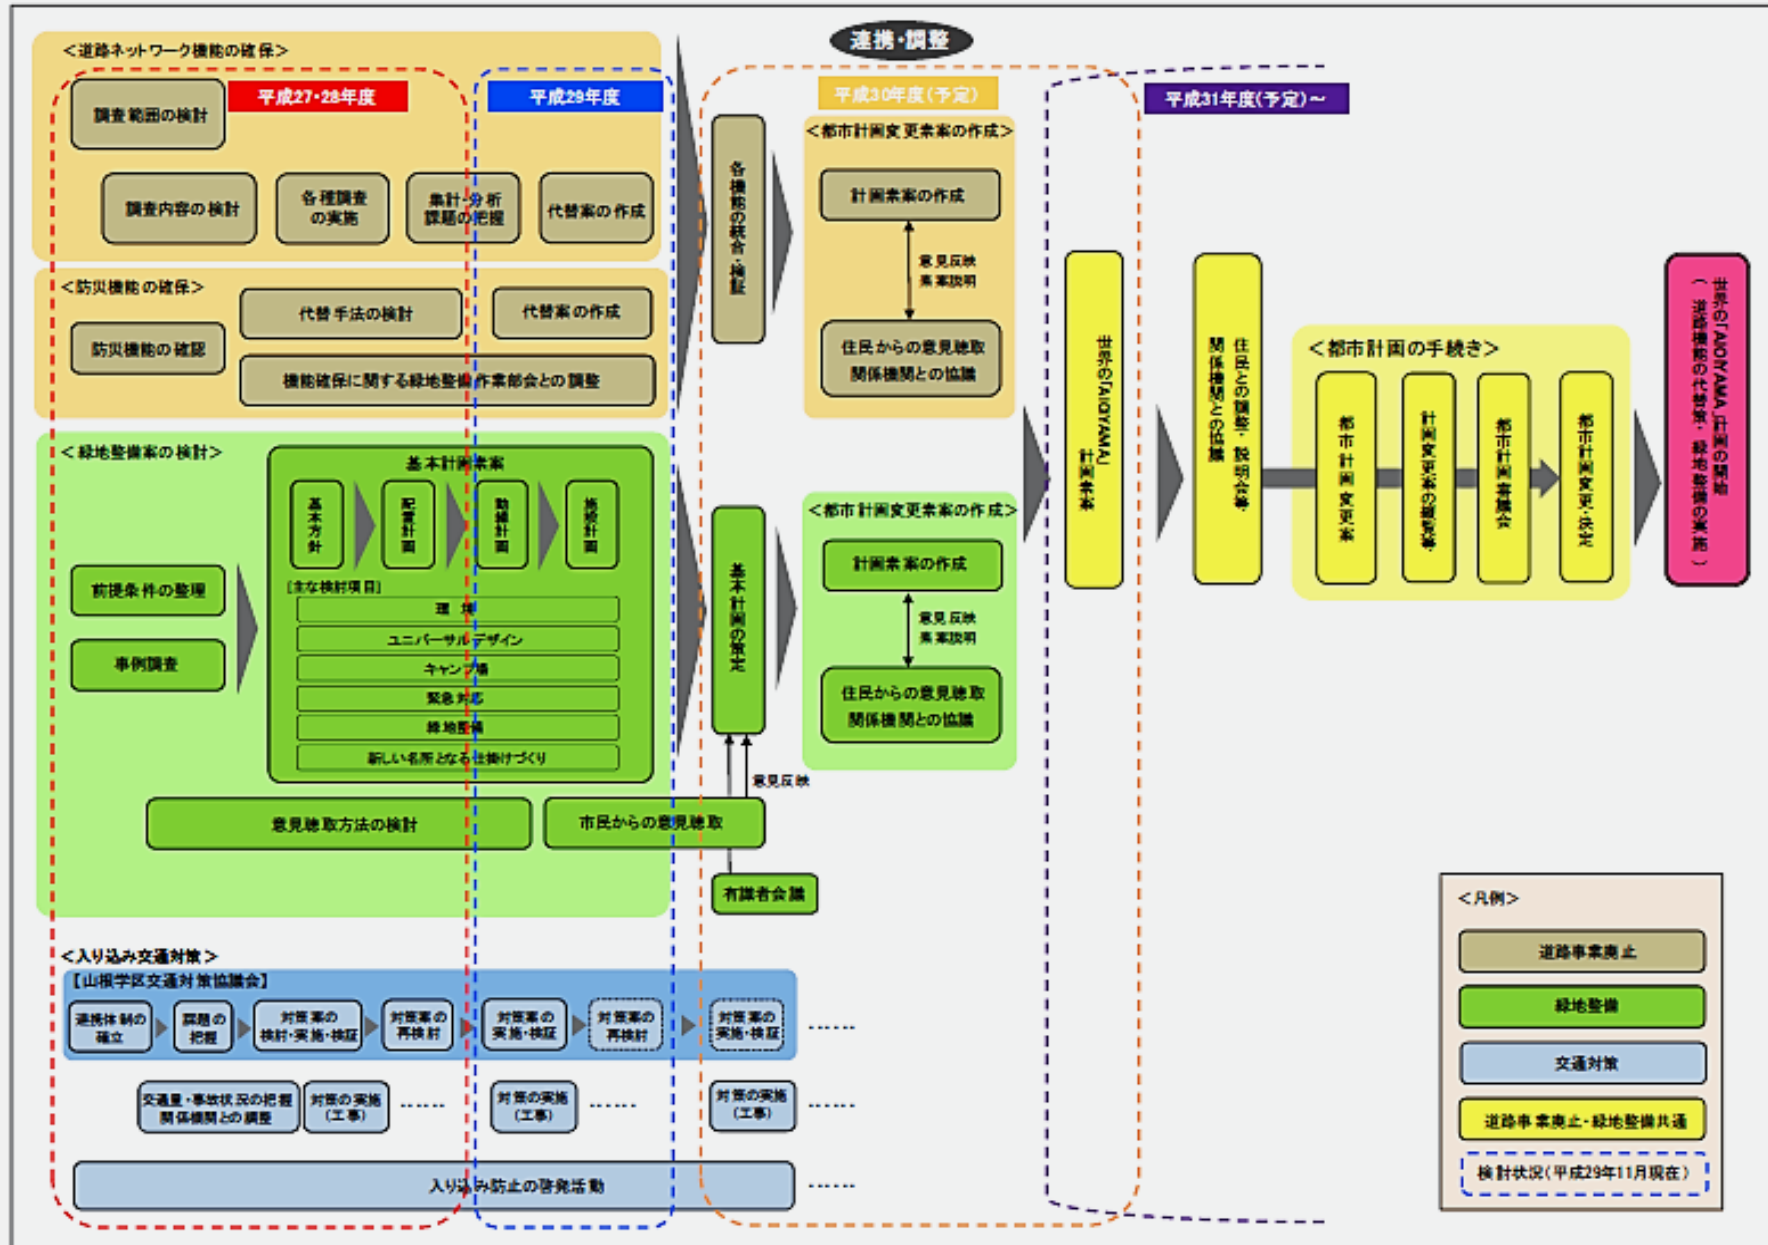 連携・調整
＜道路ネットワーク機能の確保＞
平成27・28年度
平成29年度
平成30年度(予定)
平成31年度(予定)～
調査範囲の検討
調査内容の検討
各種調査
の実施
集計・分析
課題の把握
代替案の作成
＜防災機能の確保＞
防災機能の確認
代替手法の検討
代替案の作成
機能確保に関する緑地整備作業部会との調整
各機能の統合・検証
＜都市計画変更素案の作成＞
計画素案の作成
意見反映
素案説明
住民からの意見聴取
関係機関との協議
＜緑地整備案の検討＞
前提条件の整理
事例調査
基本計画素案
基本方針
配置計画
動線計画
施設計画
[主な検討項目]
環 境
ユニバーサルデザイン
キャンプ場
緊急対応
緑地整備
新しい名所となる仕掛けづくり
意見聴取方法の検討
市民からの意見聴取
意見反映
有識者会議
基本計画の策定
＜都市計画変更素案の作成＞
計画素案の作成
意見反映
素案説明
住民からの意見聴取
関係機関との協議
世界の「AIOIYAMA」
計画素案
住民との調整・説明会等
関係機関との協議
＜都市計画の手続き＞
都市計画変更案
計画変更案の縦覧等
都市計画審議会
都市計画変更・決定
世界の「AIOIYAMA」計画の開始
(道路機能の代替策・緑地整備の実施)
＜入り込み交通対策＞
【山根学区交通対策協議会】
連携体制の
確立
課題の
把握
対策案の
検討・実施・検証
対策案の
再検討
対策案の
実施・検証
対策案の
再検討
対策案の
実施・検証
……
交通量・事故状況の把握
関係機関との調整
対策の実施
(工事)
……
対策の実施
(工事)
……
対策の実施
(工事)
……
入り込み防止の啓発活動
……
＜凡例＞
道路事業廃止
緑地整備
交通対策
道路事業廃止・緑地整備共通
検討状況(平成29年11月現在)